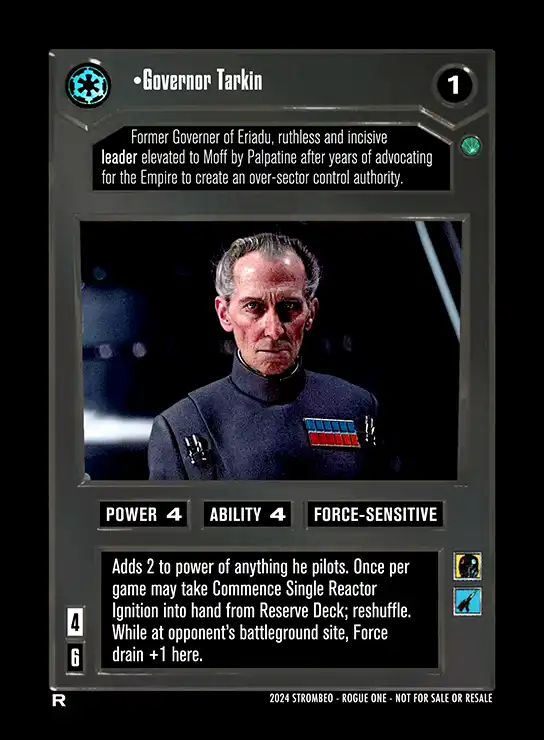 •Governor Tarkin
1
Former Governer of Eriadu, ruthless and incisive
leader elevated to Moff by Palpatine after years of advocating
for the Empire to create an over-sector control authority.
POWER 4
ABILITY 4
FORCE-SENSITIVE
Adds 2 to power of anything he pilots. Once per
game may take Commence Single Reactor
Ignition into hand from Reserve Deck; reshuffle.
While at opponent's battleground site, Force
drain +1 here.
4
6
R
2024 STROMBEO - ROGUE ONE - NOT FOR SALE OR RESALE